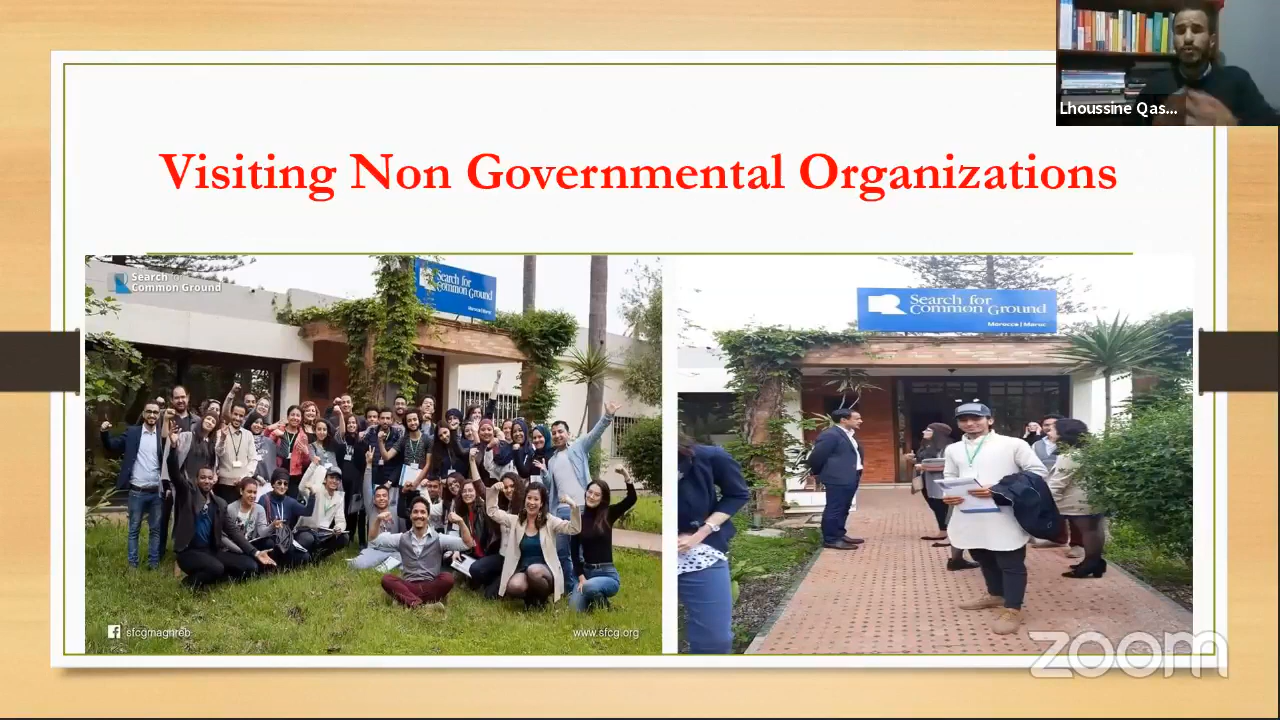 Lhoussine Qas...
Visiting Non Governmental Organizations
Search for
Common Ground
Search for
Common Ground
Search for
Common Ground
Morocco | Maroc
sfcgmaghreb
www.sfcg.org
zoom